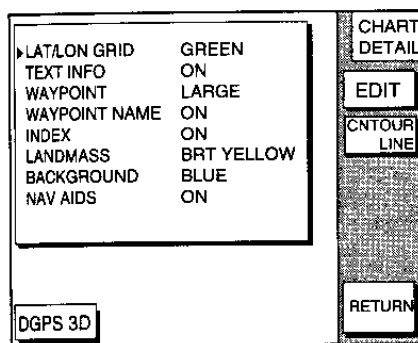 LAT/LON GRID GREEN
TEXT INFO ON
WAYPOINT LARGE
WAYPOINT NAME ON
INDEX ON
LANDMASS BRT YELLOW
BACKGROUND BLUE
NAV AIDS ON
DGPS 3D
CHART
DETAIL
EDIT
CNTOUR
LINE
RETURN